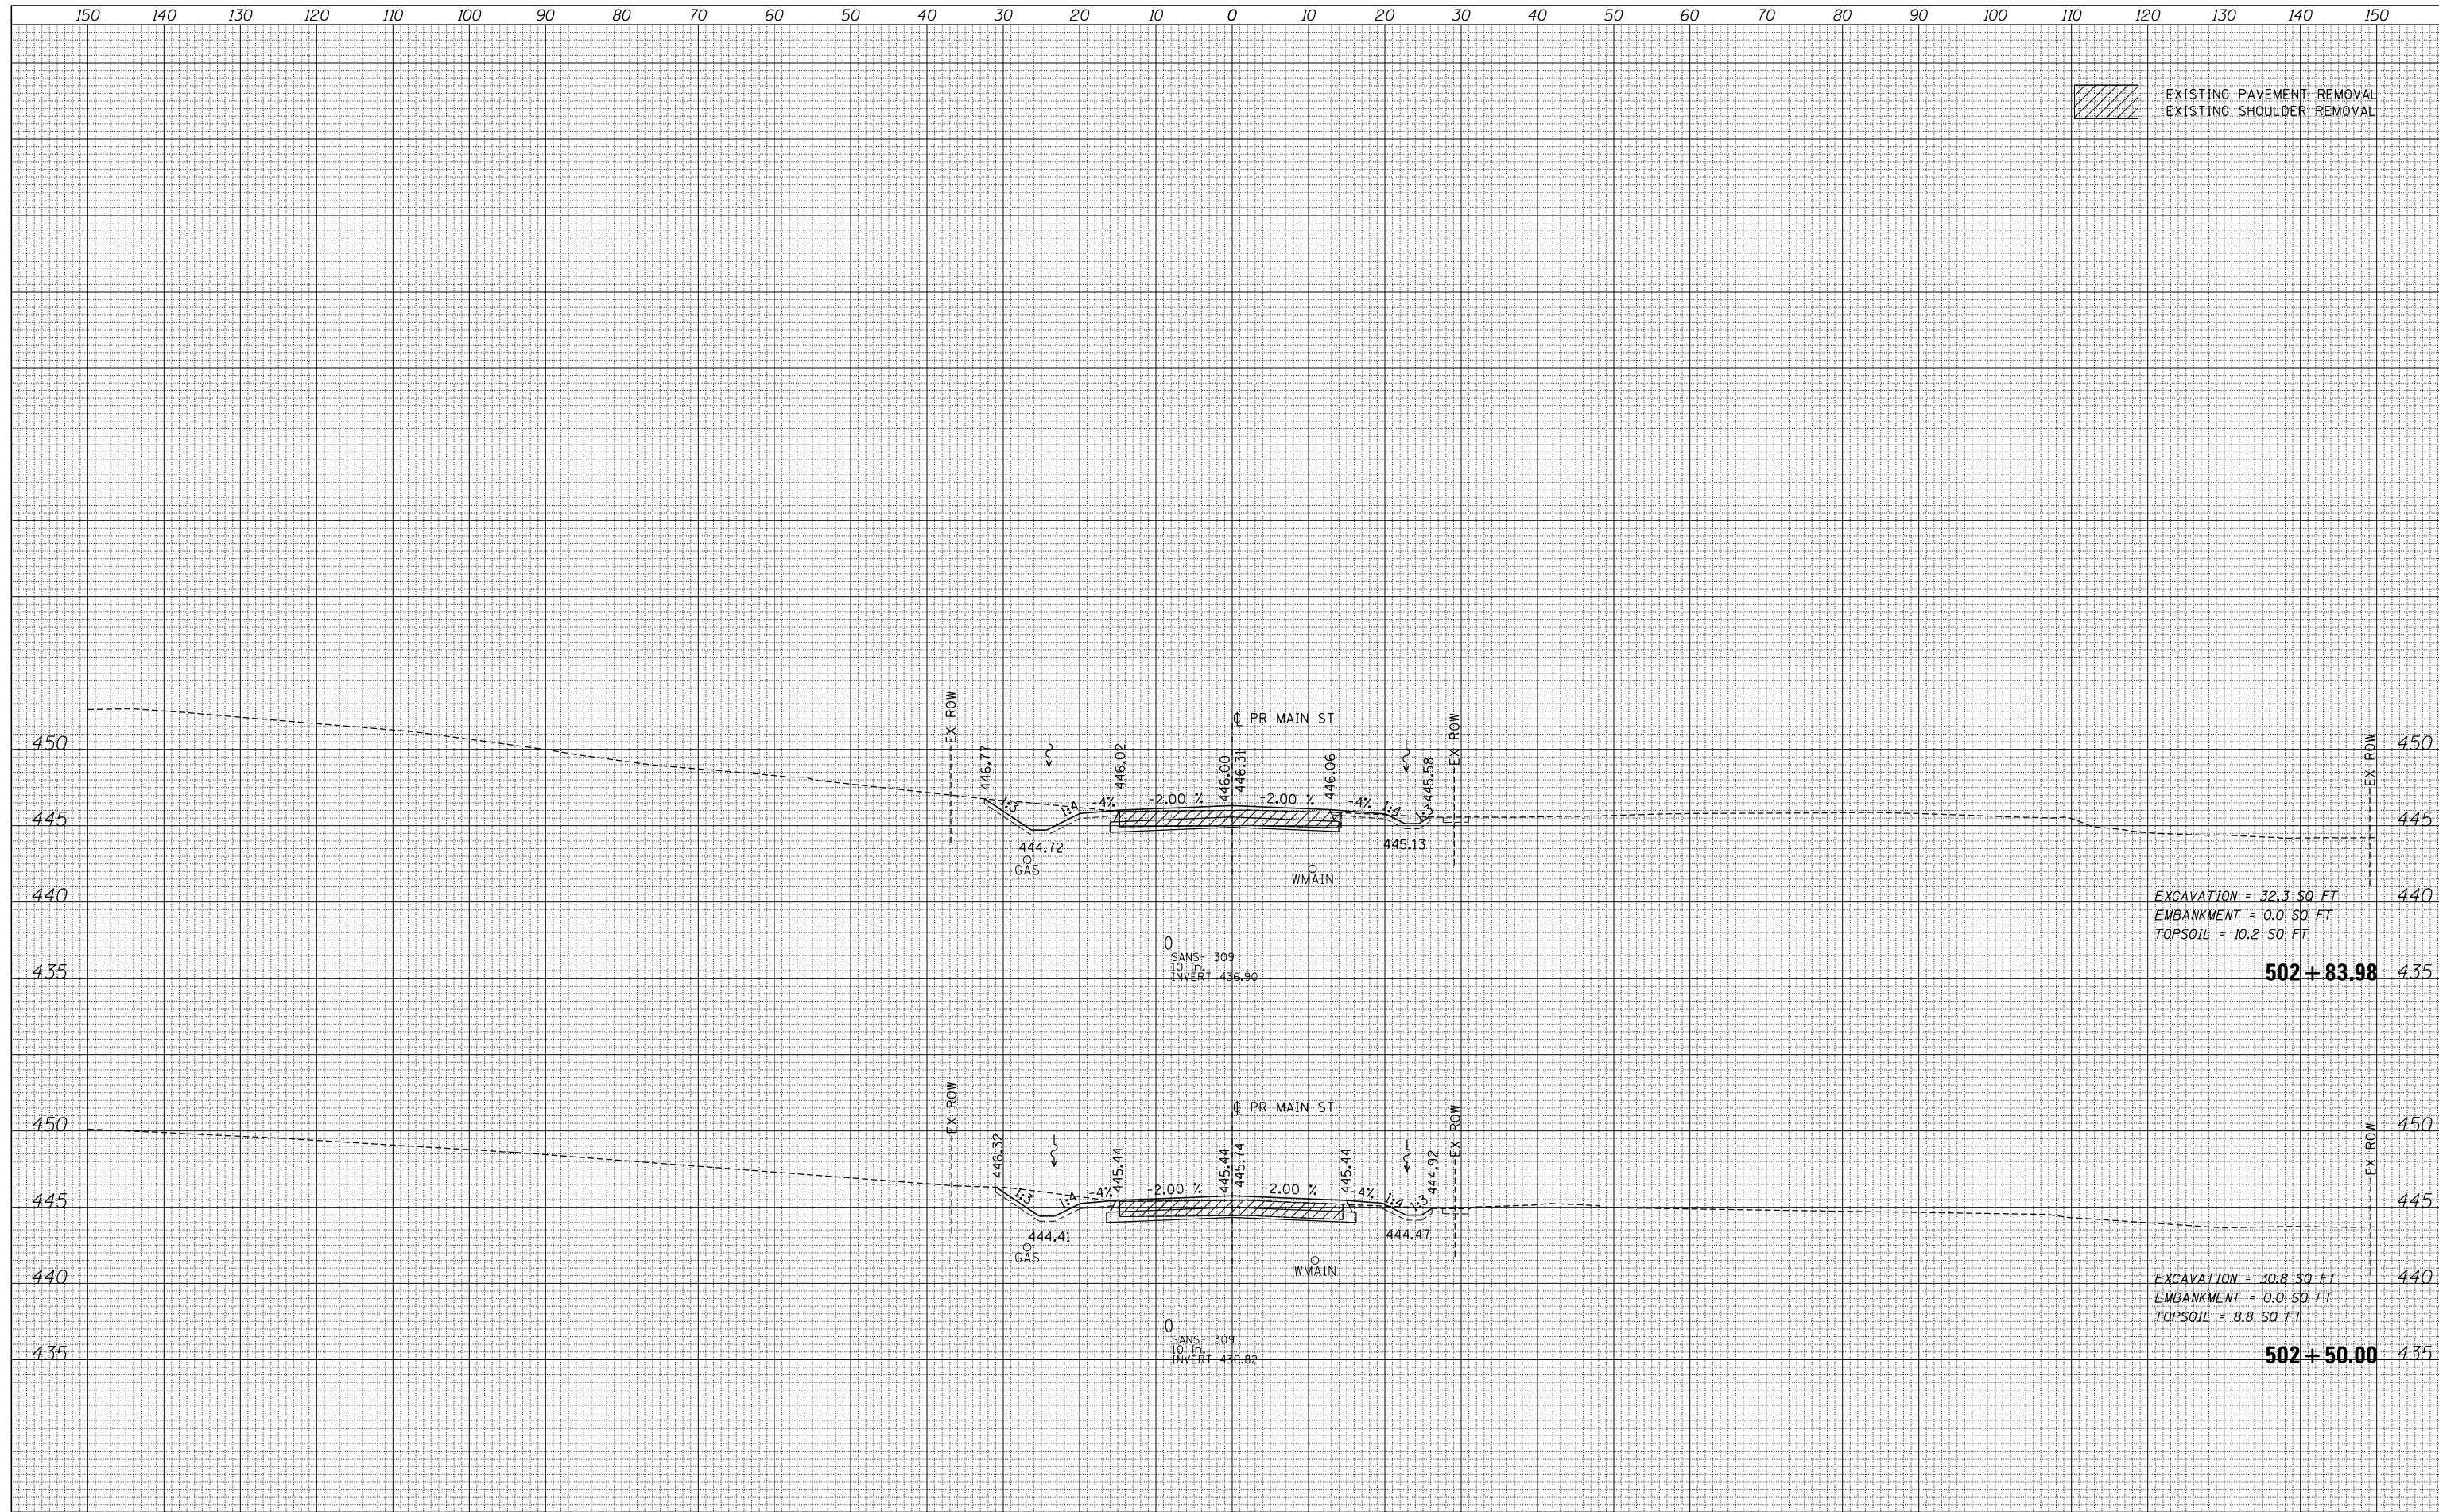 150 140 130 120 110 100 90 80 70 60 50 40 30 20 10 0 10 20 30 40 50 60 70 80 90 100 110 120 130 140 150
EXISTING PAVEMENT REMOVAL
EXISTING SHOULDER REMOVAL
EX ROW
℄ PR MAIN ST
EX ROW
EX ROW
450
450
446.77
446.02
446.00
446.31
446.06
445.58
1:3
1:4
-4%
-2.00 %
-2.00 %
-4%
1:4
1:3
445
445
444.72
445.13
GAS
WMAIN
440
440
EXCAVATION = 32.3 SQ FT
EMBANKMENT = 0.0 SQ FT
TOPSOIL = 10.2 SQ FT
SANS- 309
10 in.
INVERT 436.90
435
502+83.98
435
EX ROW
℄ PR MAIN ST
EX ROW
EX ROW
450
450
446.32
445.44
445.44
445.74
445.44
444.92
1:3
1:4
-4%
-2.00 %
-2.00 %
-4%
1:4
1:3
445
445
444.41
444.47
GAS
WMAIN
440
440
EXCAVATION = 30.8 SQ FT
EMBANKMENT = 0.0 SQ FT
TOPSOIL = 8.8 SQ FT
SANS- 309
10 in.
INVERT 436.82
435
502+50.00
435